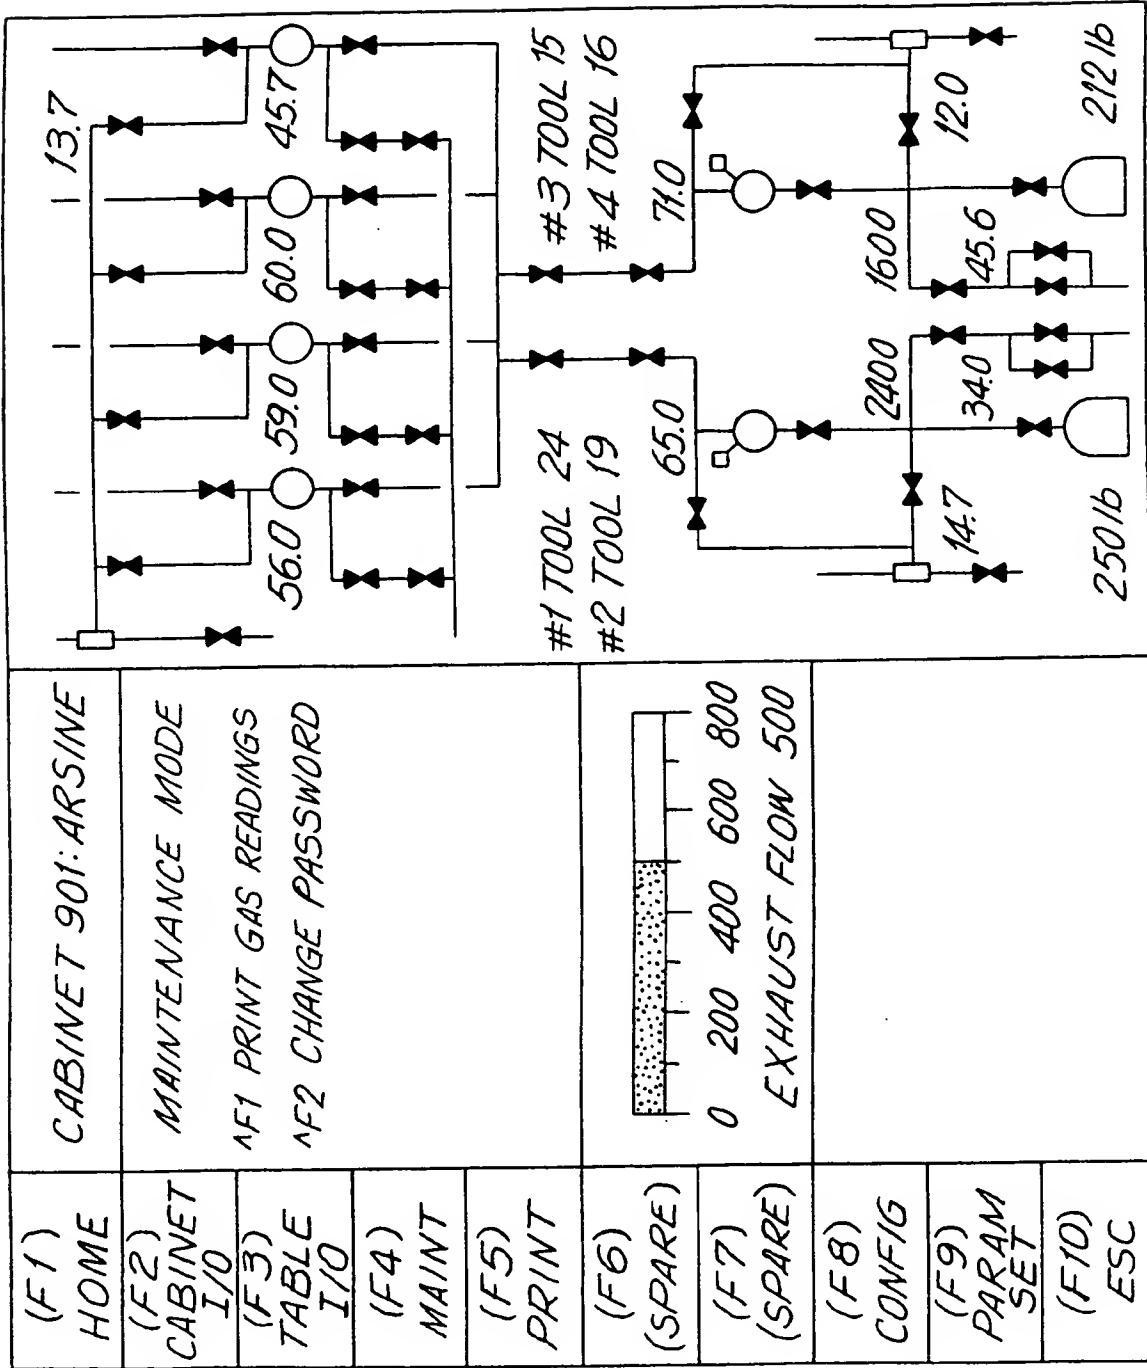 (F1)
HOME
(F2)
CABINET
I/O
(F3)
TABLE
I/O
(F4)
MAINT
(F5)
PRINT
(F6)
(SPARE)
(F7)
(SPARE)
(F8)
CONFIG
(F9)
PARAM
SET
(F10)
ESC
CABINET 901: ARSINE
MAINTENANCE MODE
^F1 PRINT GAS READINGS
^F2 CHANGE PASSWORD
0 200 400 600 800
EXHAUST FLOW 500
13.7
56.0 59.0 60.0 45.7
#1 TOOL 24
#2 TOOL 19
#3 TOOL 15
#4 TOOL 16
65.0 71.0
2400 1600
14.7 34.0 45.6 12.0
250 lb 212 lb